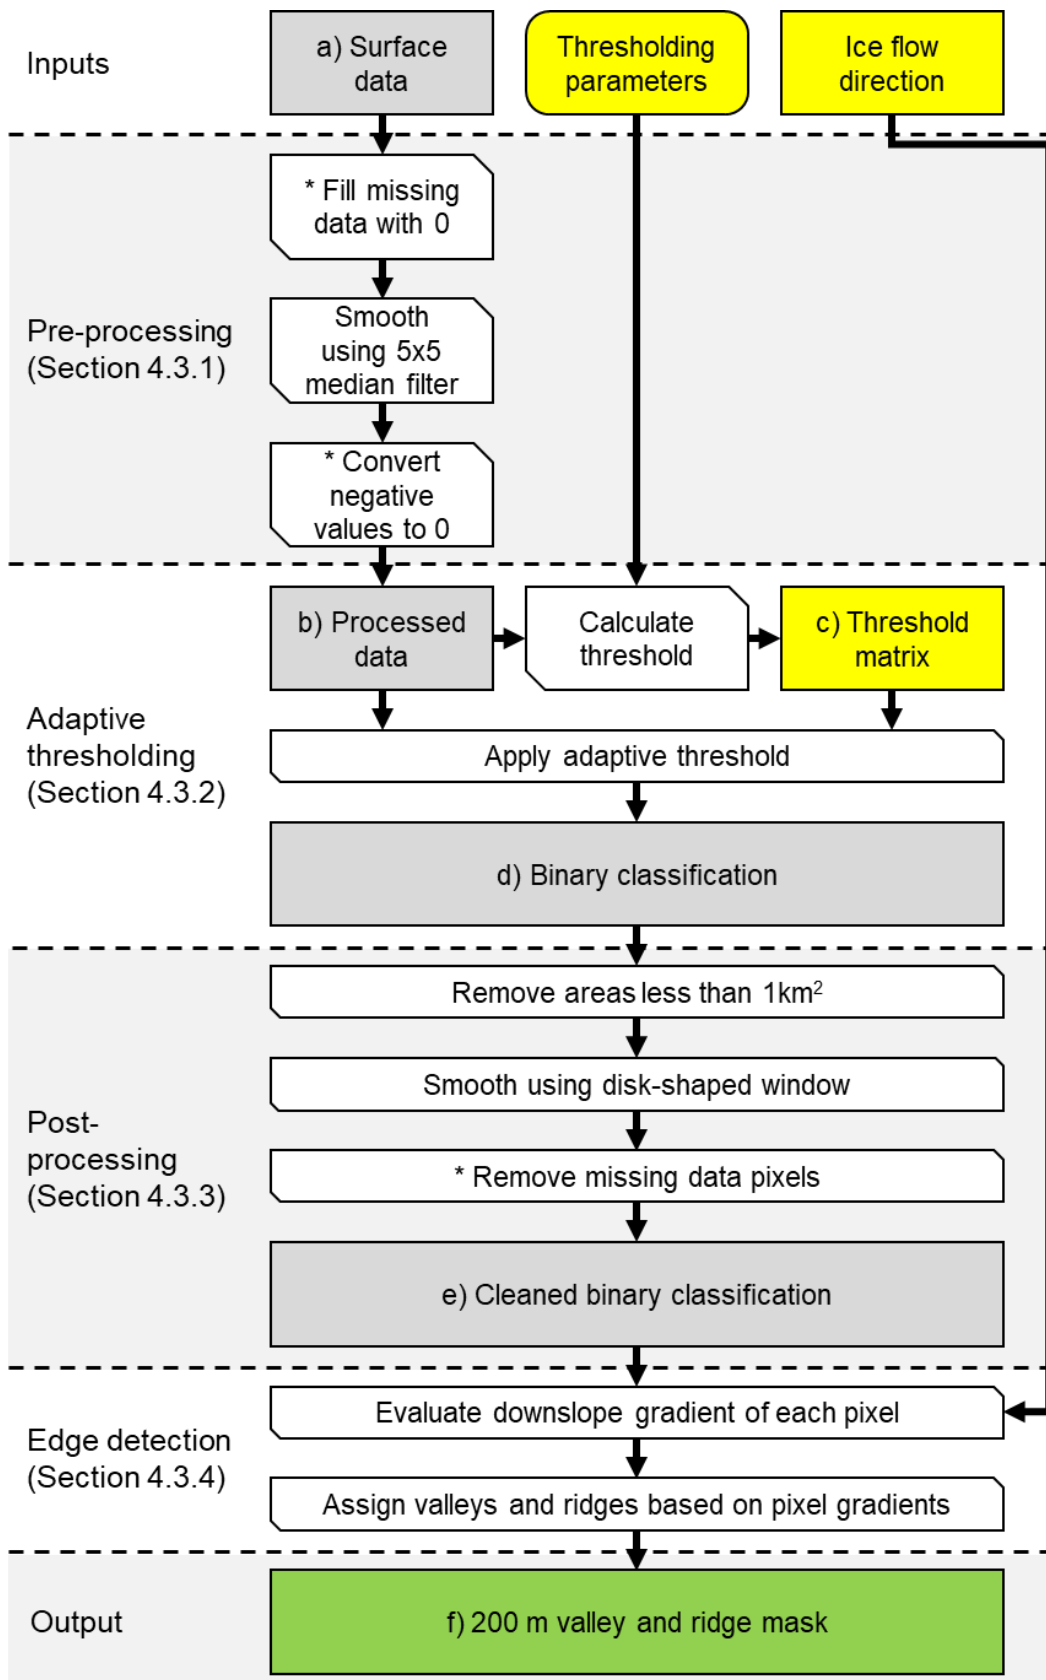 Inputs
a) Surface
data
Thresholding
parameters
Ice flow
direction
Pre-processing
(Section 4.3.1)
* Fill missing
data with 0
Smooth
using 5x5
median filter
* Convert
negative
values to 0
Adaptive
thresholding
(Section 4.3.2)
b) Processed
data
Calculate
threshold
c) Threshold
matrix
Apply adaptive threshold
d) Binary classification
Post-
processing
(Section 4.3.3)
Remove areas less than 1km²
Smooth using disk-shaped window
* Remove missing data pixels
e) Cleaned binary classification
Edge detection
(Section 4.3.4)
Evaluate downslope gradient of each pixel
Assign valleys and ridges based on pixel gradients
Output
f) 200 m valley and ridge mask